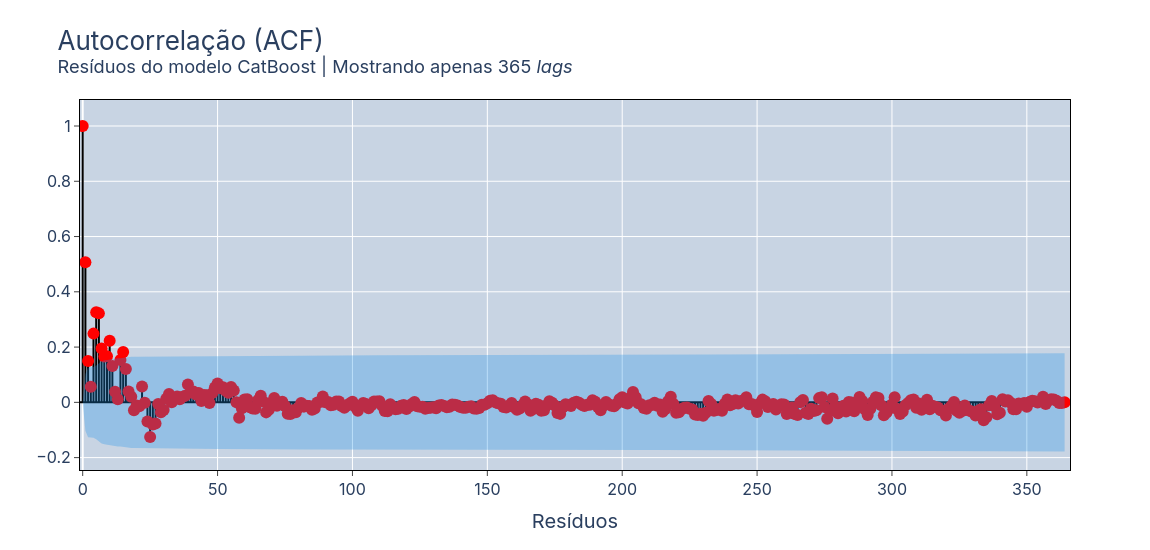 Autocorrelação (ACF)
Resíduos do modelo CatBoost | Mostrando apenas 365 lags
1
0.8
0.6
0.4
0.2
0
−0.2
0 50 100 150 200 250 300 350
Resíduos